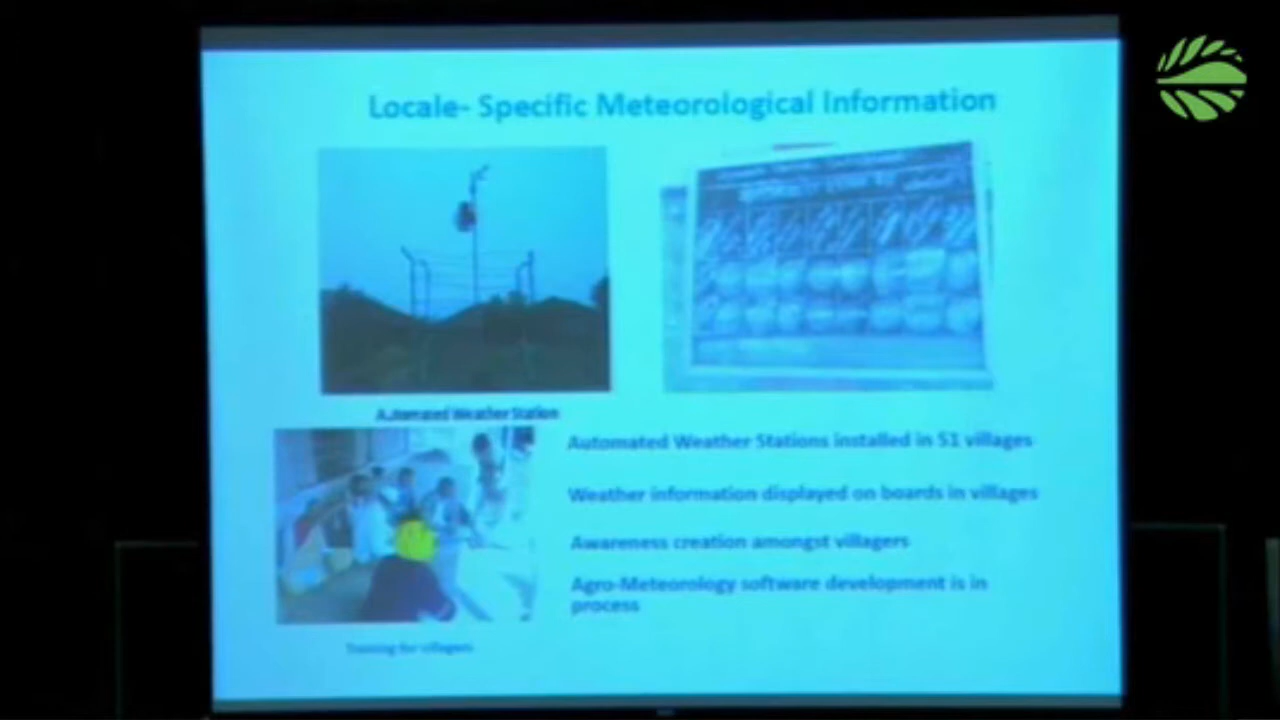 Locale- Specific Meteorological Information
Automated Weather Station
Automated Weather Stations installed in 51 villages
Weather information displayed on boards in villages
Awareness creation amongst villagers
Agro-Meteorology software development is in
process
Training for villagers